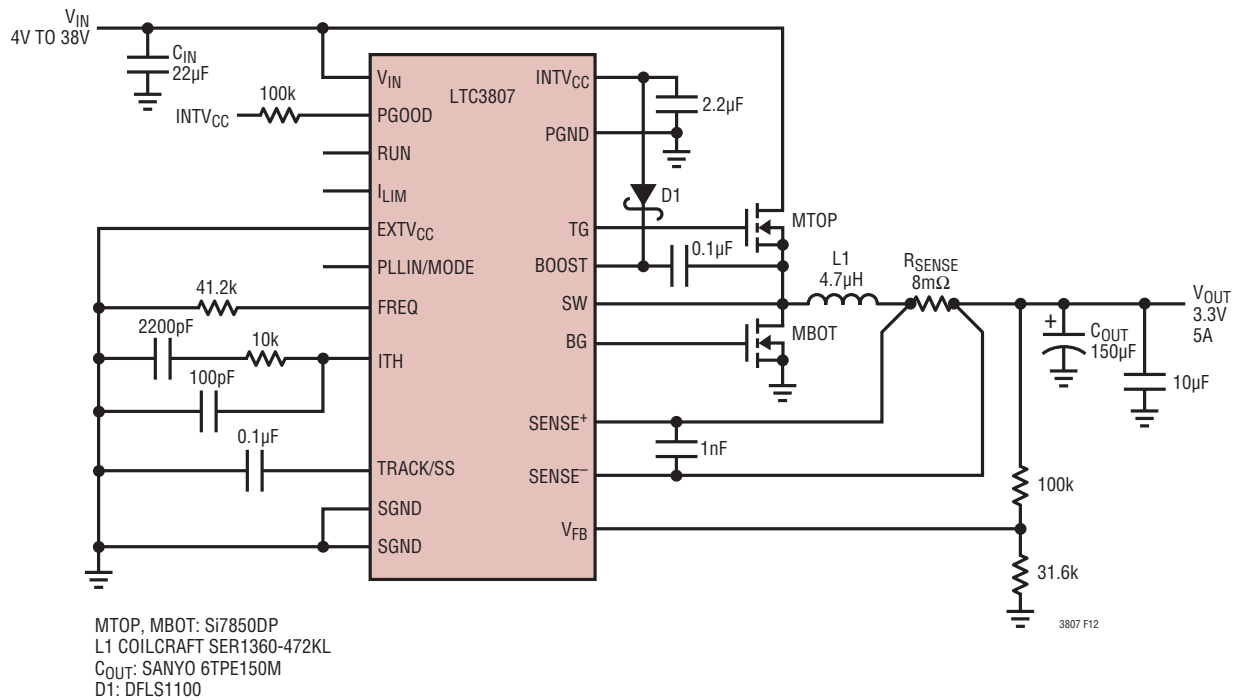 VIN
4V TO 38V
CIN
22µF
INTVCC
100k
VIN
PGOOD
RUN
ILIM
EXTVCC
PLLIN/MODE
FREQ
ITH
TRACK/SS
SGND
SGND
LTC3807
INTVCC
PGND
TG
BOOST
SW
BG
SENSE+
SENSE–
VFB
41.2k
2200pF
10k
100pF
0.1µF
2.2µF
D1
0.1µF
MTOP
MBOT
L1
4.7µH
RSENSE
8mΩ
1nF
+
COUT
150µF
10µF
VOUT
3.3V
5A
100k
31.6k
3807 F12
MTOP, MBOT: Si7850DP
L1 COILCRAFT SER1360-472KL
COUT: SANYO 6TPE150M
D1: DFLS1100